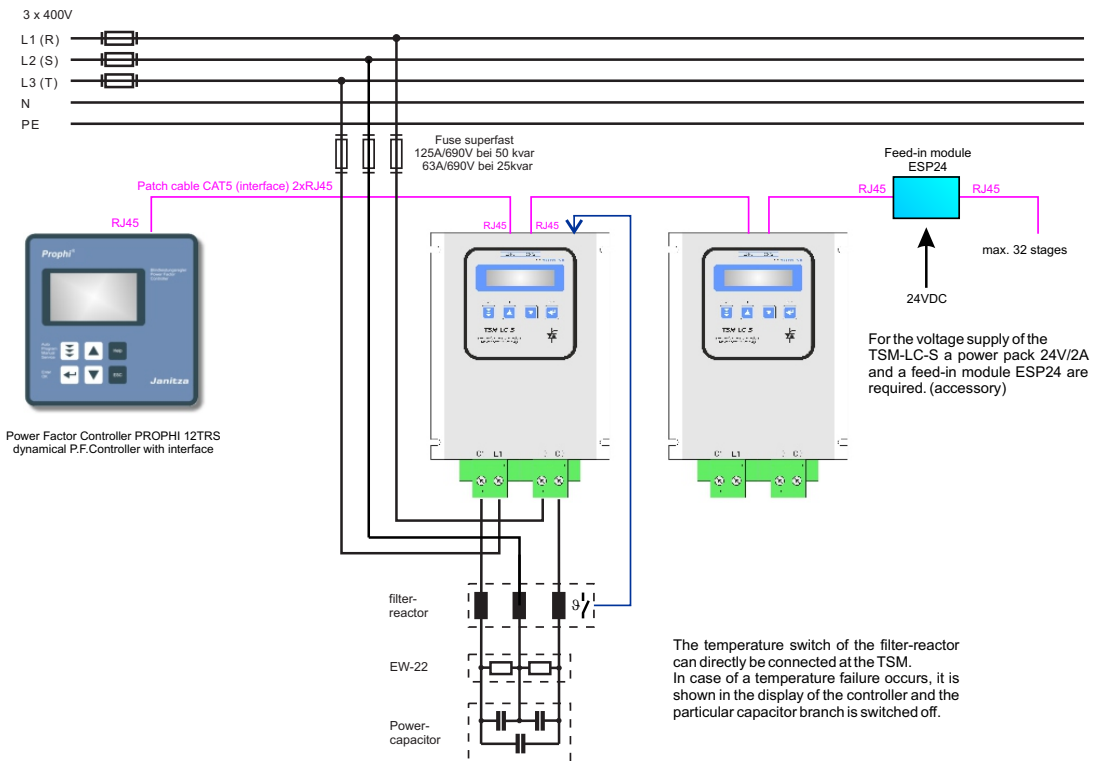 3 x 400V
L1 (R)
L2 (S)
L3 (T)
N
PE
Fuse superfast
125A/690V bei 50 kvar
63A/690V bei 25kvar
Feed-in module
ESP24
Patch cable CAT5 (interface) 2xRJ45
RJ45
RJ45
RJ45
RJ45
RJ45
max. 32 stages
24VDC
Prophi
Power Factor
Controller
Janitza
ESC
TSM LC S
TSM LC S
For the voltage supply of the
TSM-LC-S a power pack 24V/2A
and a feed-in module ESP24 are
required. (accessory)
Power Factor Controller PROPHI 12TRS
dynamical P.F.Controller with interface
L1
L1
filter-
reactor
ϑ
EW-22
Power-
capacitor
The temperature switch of the filter-reactor
can directly be connected at the TSM.
In case of a temperature failure occurs, it is
shown in the display of the controller and the
particular capacitor branch is switched off.